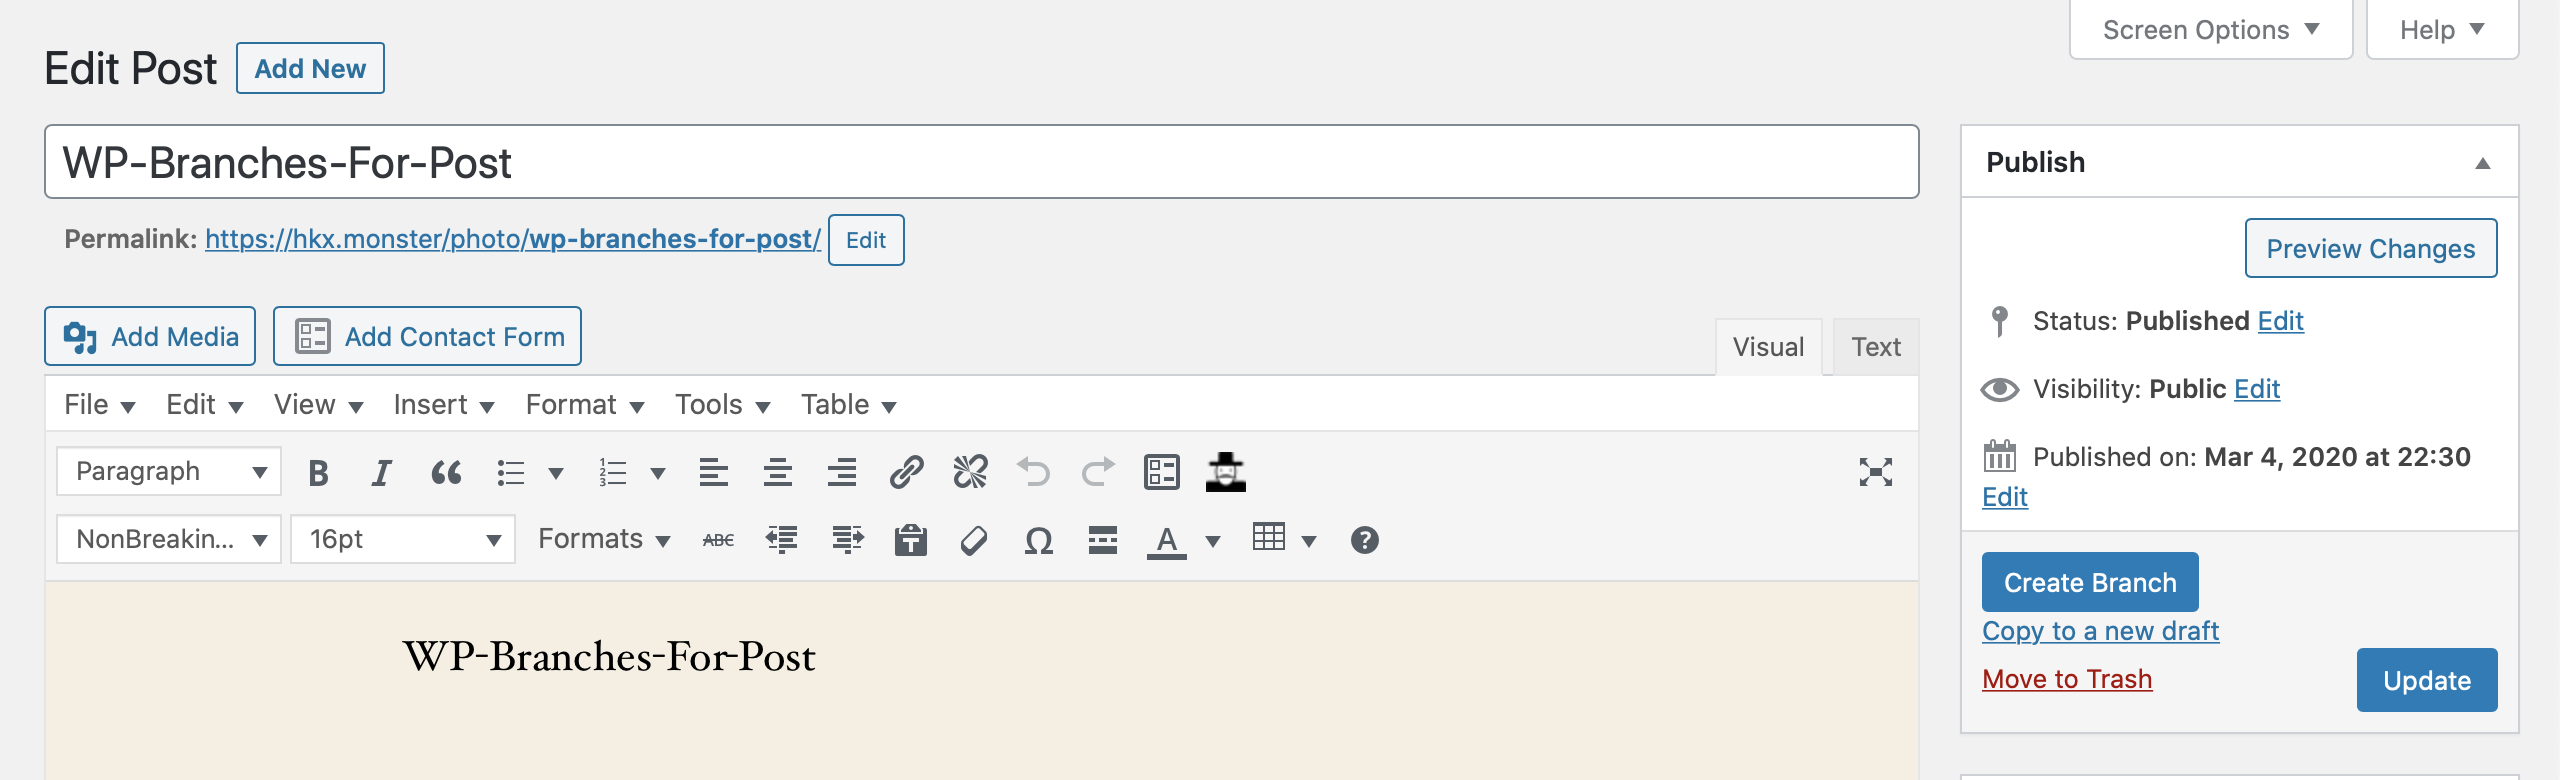 Screen Options
Help
Edit Post
Add New
WP-Branches-For-Post
Permalink: https://hkx.monster/photo/wp-branches-for-post/ Edit
Add Media
Add Contact Form
Visual
Text
File Edit View Insert Format Tools Table
Paragraph
NonBreakin...
16pt
Formats
ABC
WP-Branches-For-Post
Publish
Preview Changes
Status: Published Edit
Visibility: Public Edit
Published on: Mar 4, 2020 at 22:30
Edit
Create Branch
Copy to a new draft
Move to Trash
Update